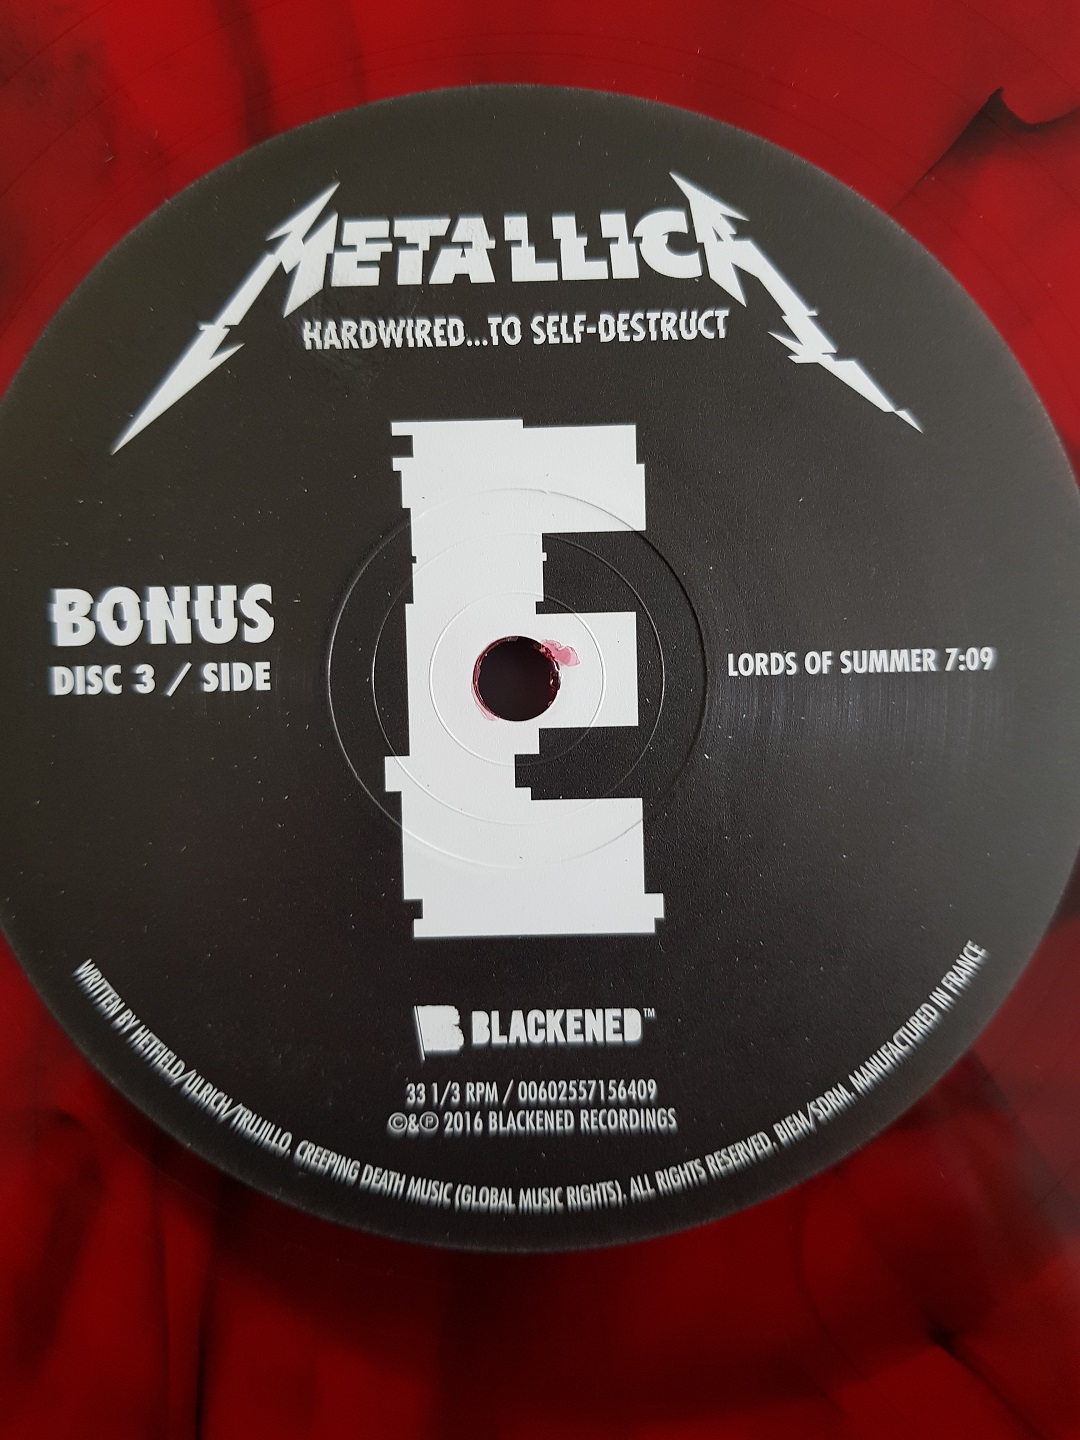 METALLICA
HARDWIRED...TO SELF-DESTRUCT
BONUS
DISC 3 / SIDE
E
LORDS OF SUMMER 7:09
B BLACKENED™
33 1/3 RPM / 00602557156409
©&℗ 2016 BLACKENED RECORDINGS
WRITTEN BY HETFIELD/ULRICH/TRUJILLO. CREEPING DEATH MUSIC (GLOBAL MUSIC RIGHTS). ALL RIGHTS RESERVED. BIEM/SDRM. MANUFACTURED IN FRANCE